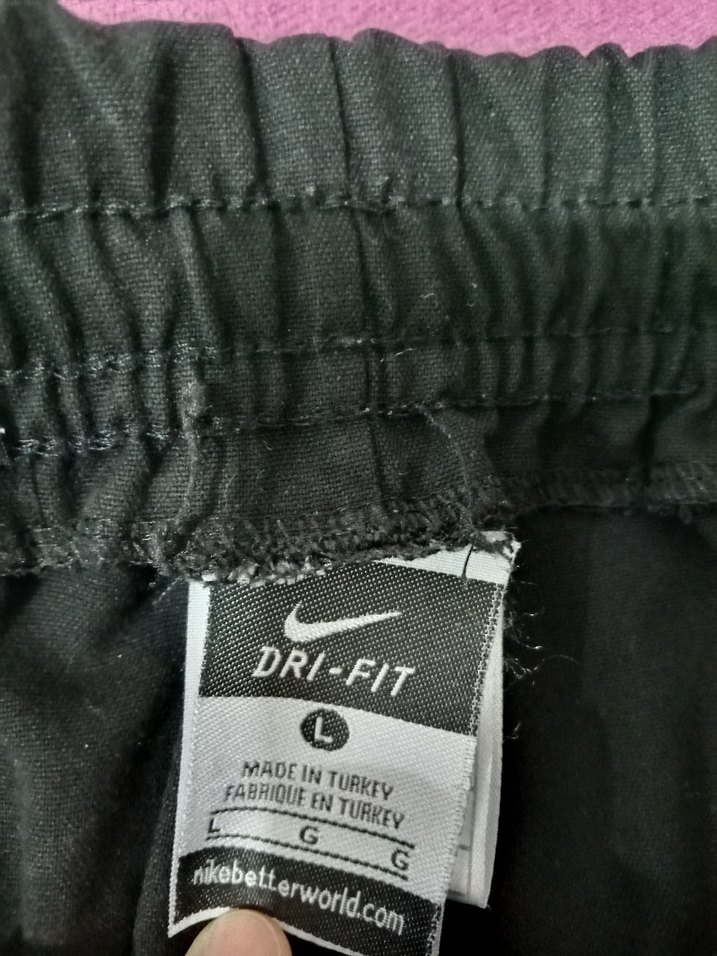 DRI-FIT
L
MADE IN TURKEY
FABRIQUE EN TURKEY
L G G
nikebetterworld.com